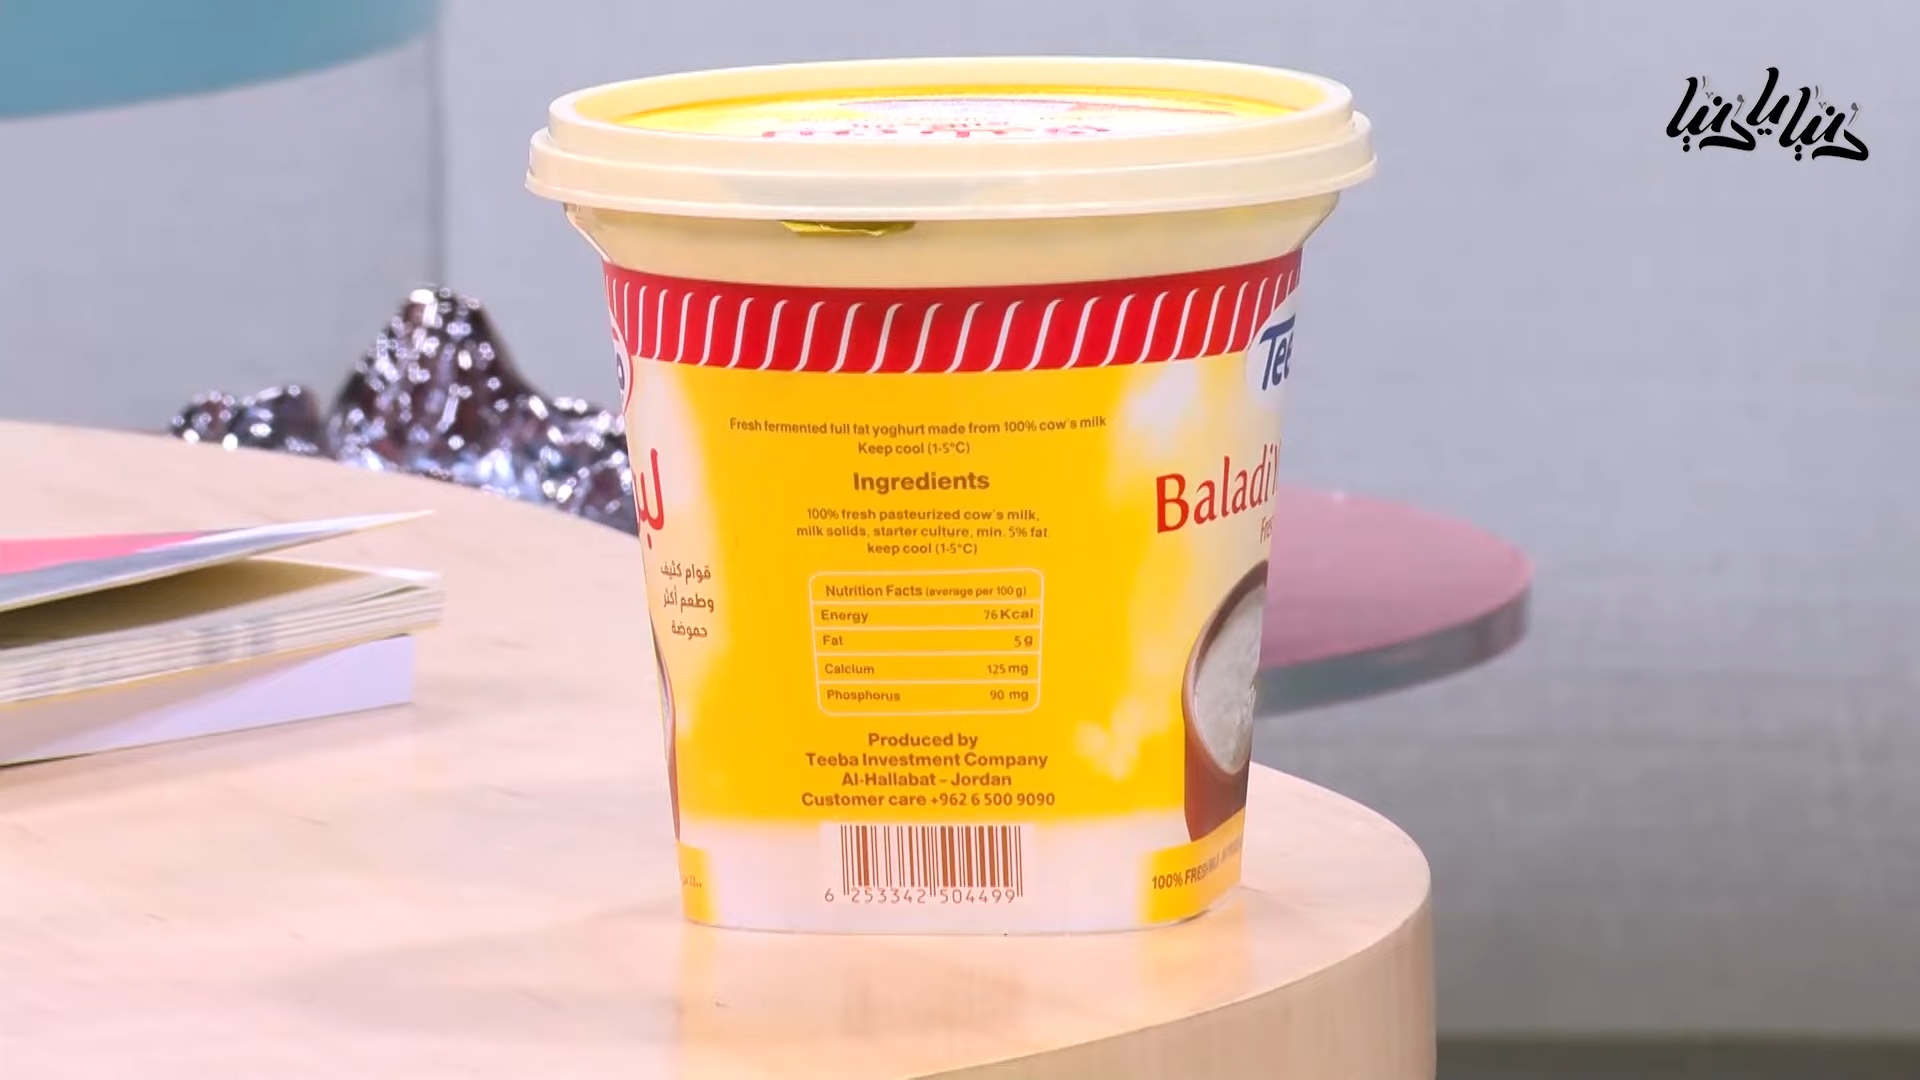 دنيا يا دنيا
Fresh fermented full fat yoghurt made from 100% cow's milk
Keep cool (1-5°C)
Ingredients
100% fresh pasteurized cow's milk,
milk solids, starter culture, min. 5% fat
keep cool (1-5°C)
Nutrition Facts (average per 100 g)
Energy 76 Kcal
Fat 5 g
Calcium 125 mg
Phosphorus 90 mg
Produced by
Teeba Investment Company
Al-Hallabat - Jordan
Customer care +962 6 500 9090
6 253342 504499
قوام كثيف
وطعم أكثر
حموضة
Baladi
100% FRESH